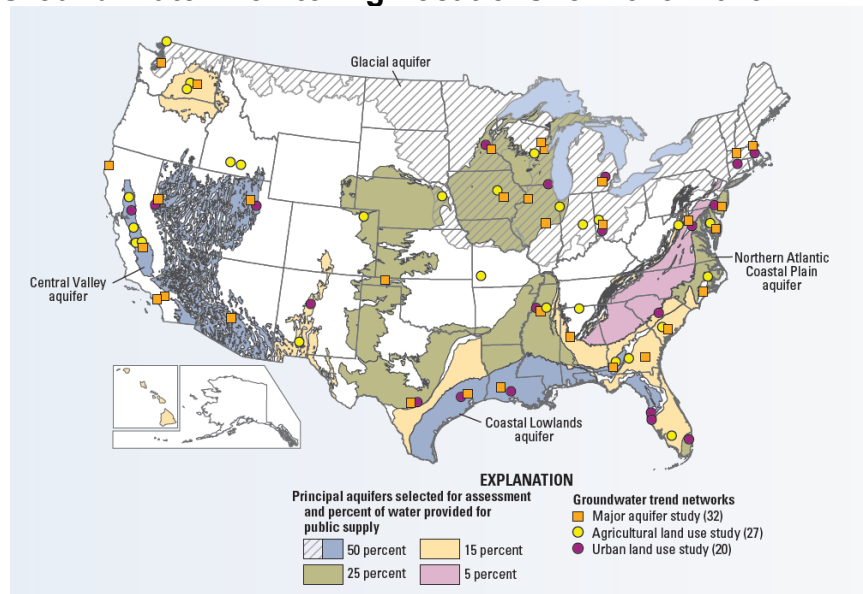 Glacial aquifer
Northern Atlantic
Coastal Plain
aquifer
Central Valley
aquifer
Coastal Lowlands
aquifer
EXPLANATION
Principal aquifers selected for assessment
and percent of water provided for
public supply
50 percent
15 percent
25 percent
5 percent
Groundwater trend networks
Major aquifer study (32)
Agricultural land use study (27)
Urban land use study (20)